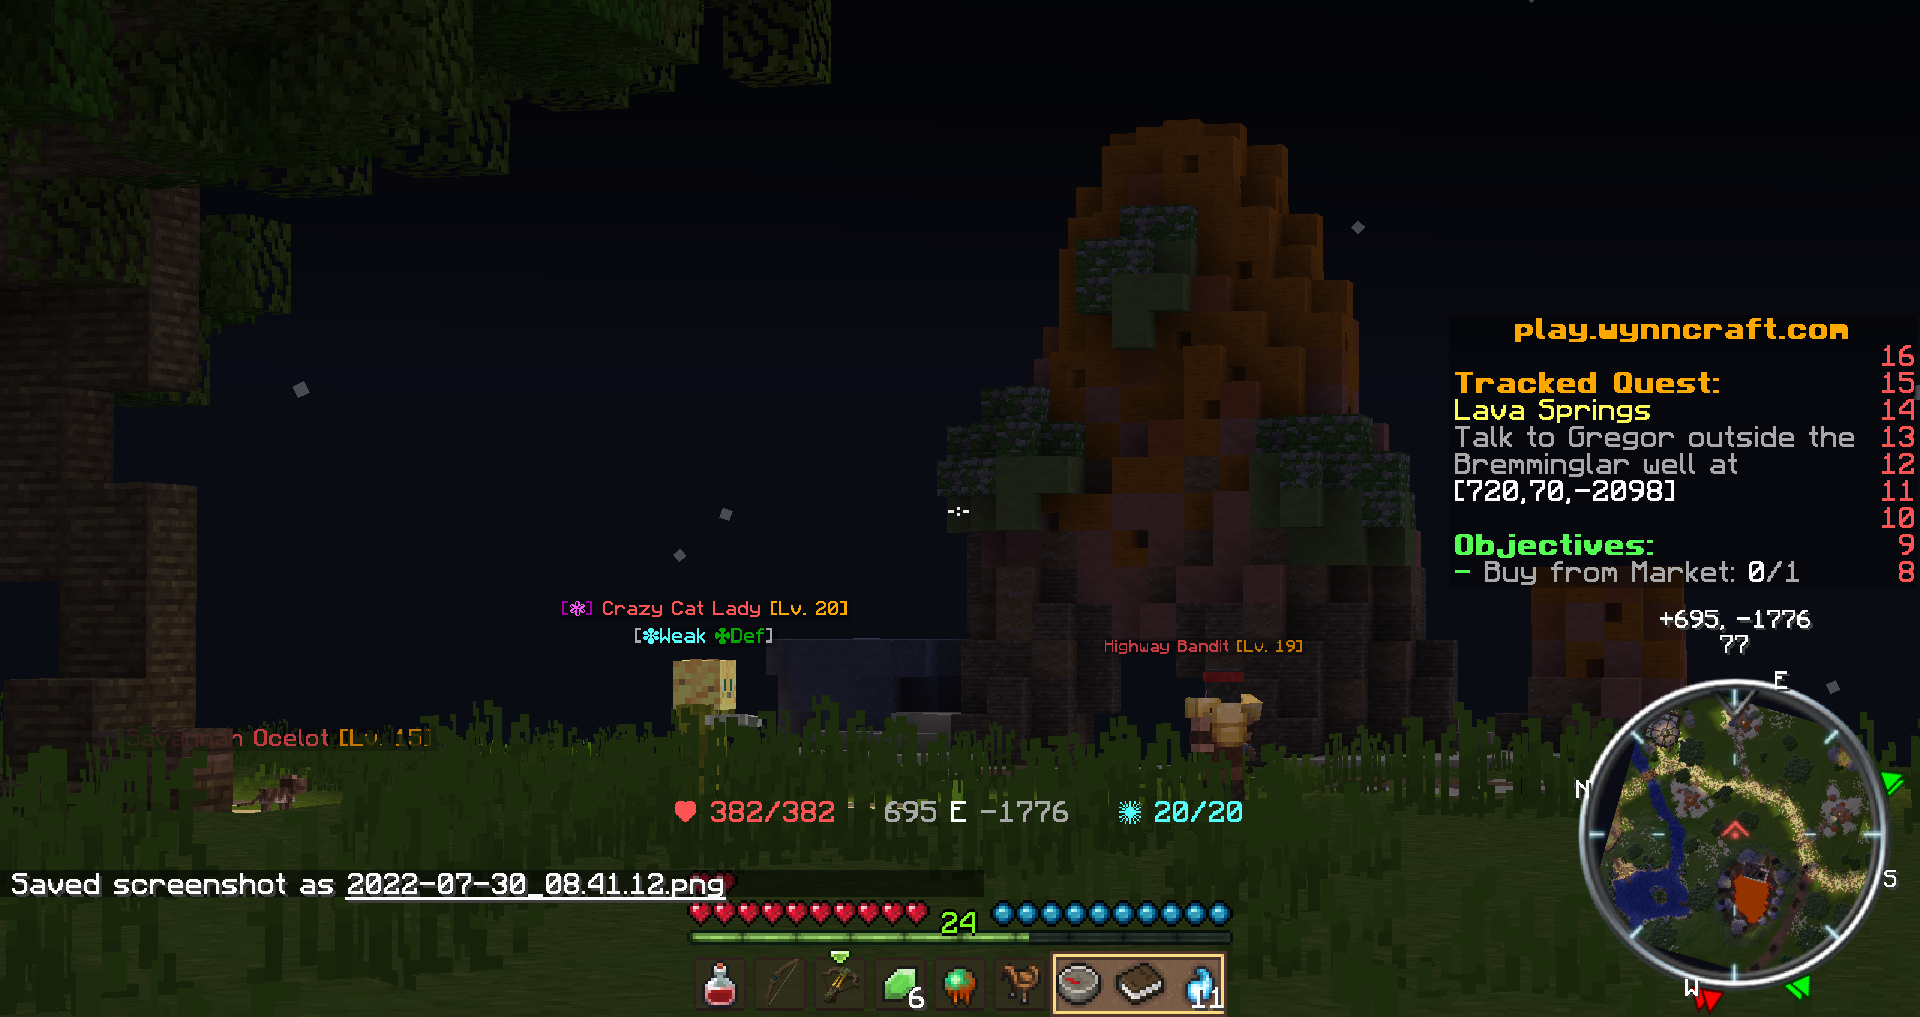 play.wynncraft.com
16
Tracked Quest: 15
Lava Springs 14
Talk to Gregor outside the 13
Bremminglar well at 12
[720,70,-2098] 11
10
Objectives: 9
- Buy from Market: 0/1 8
[❃] Crazy Cat Lady [Lv. 20]
[❉Weak ✤Def]
Highway Bandit [Lv. 19]
Savannah Ocelot [Lv. 15]
+695, -1776
77
E
N
S
W
382/382 695 E -1776 20/20
Saved screenshot as 2022-07-30_08.41.12.png
24
6
11